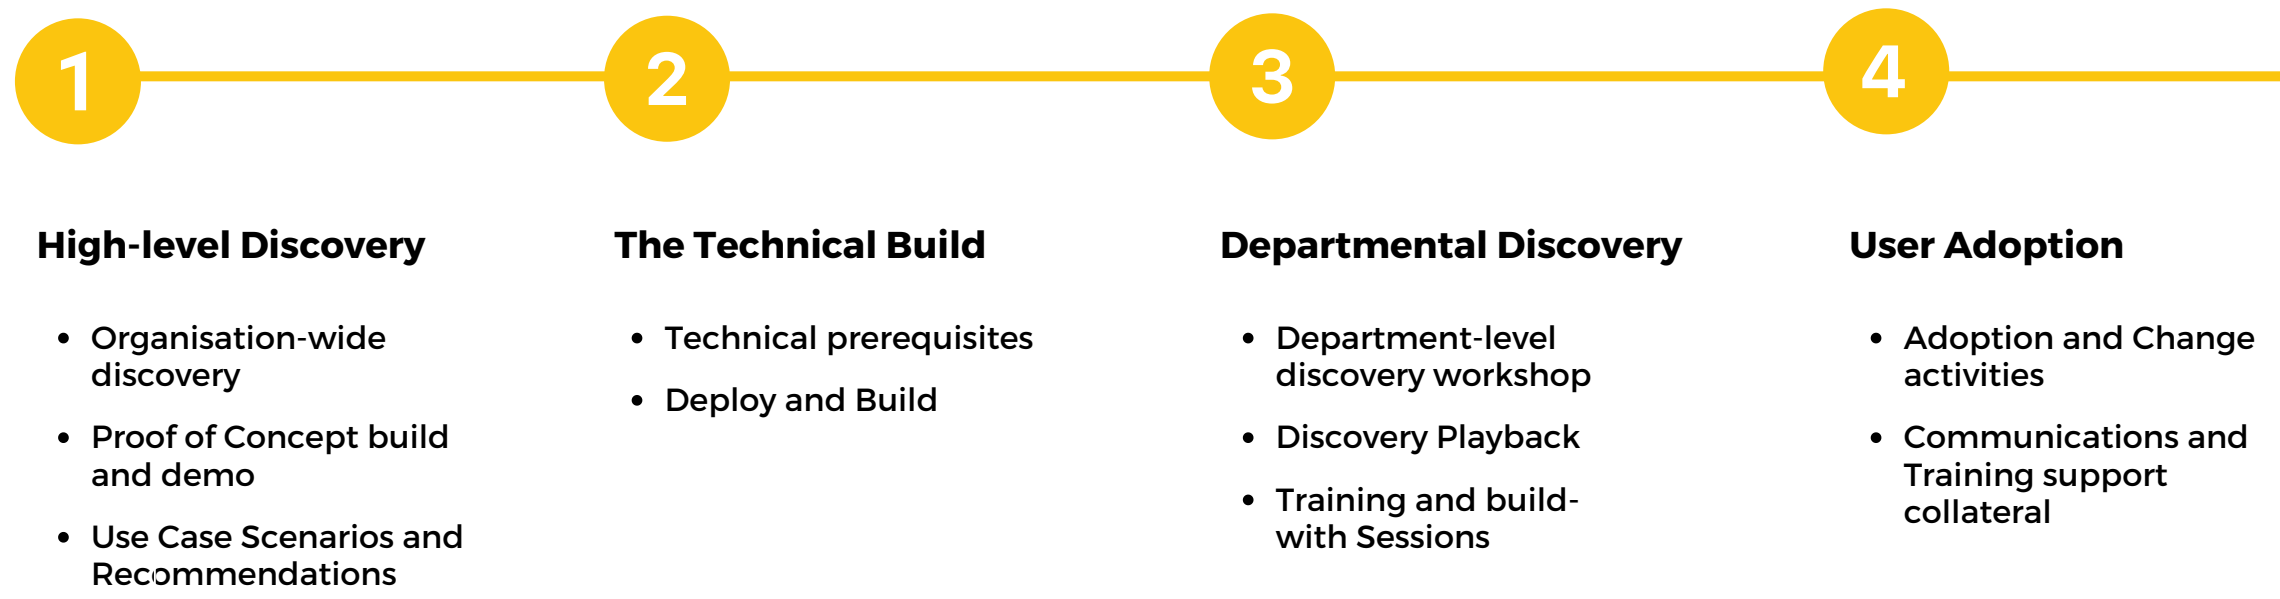 1
2
3
4
High-level Discovery
• Organisation-wide
discovery
• Proof of Concept build
and demo
• Use Case Scenarios and
Recommendations
The Technical Build
• Technical prerequisites
• Deploy and Build
Departmental Discovery
• Department-level
discovery workshop
• Discovery Playback
• Training and build-
with Sessions
User Adoption
• Adoption and Change
activities
• Communications and
Training support
collateral